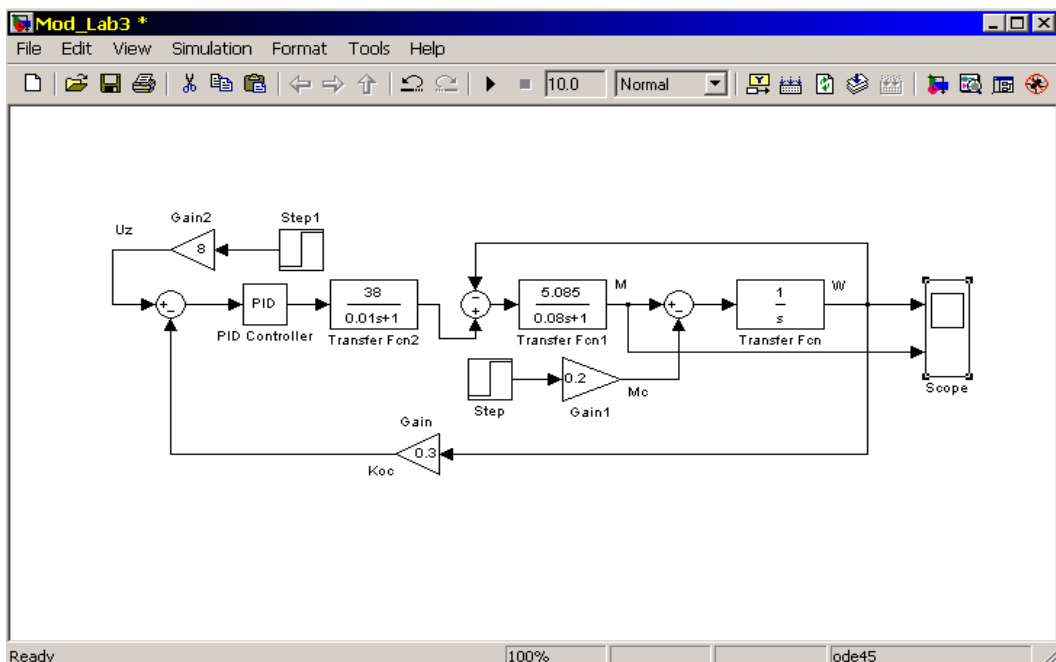 Mod_Lab3 *
File Edit View Simulation Format Tools Help
10.0 Normal
Gain2 Step1
Uz
8
+
-
PID
PID Controller
38
0.01s+1
Transfer Fcn2
-
+
5.085
0.08s+1
Transfer Fcn1
M
+
-
1
s
Transfer Fcn
W
Scope
Step
0.2
Gain1
Mc
Gain
0.3
Koc
Ready 100% ode45